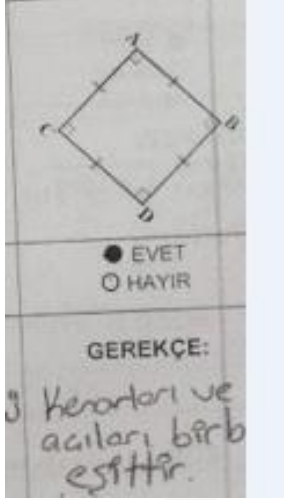 D
EVET
HAYIR
GEREKÇE:
Kenarları ve
açıları birb
eşittir.